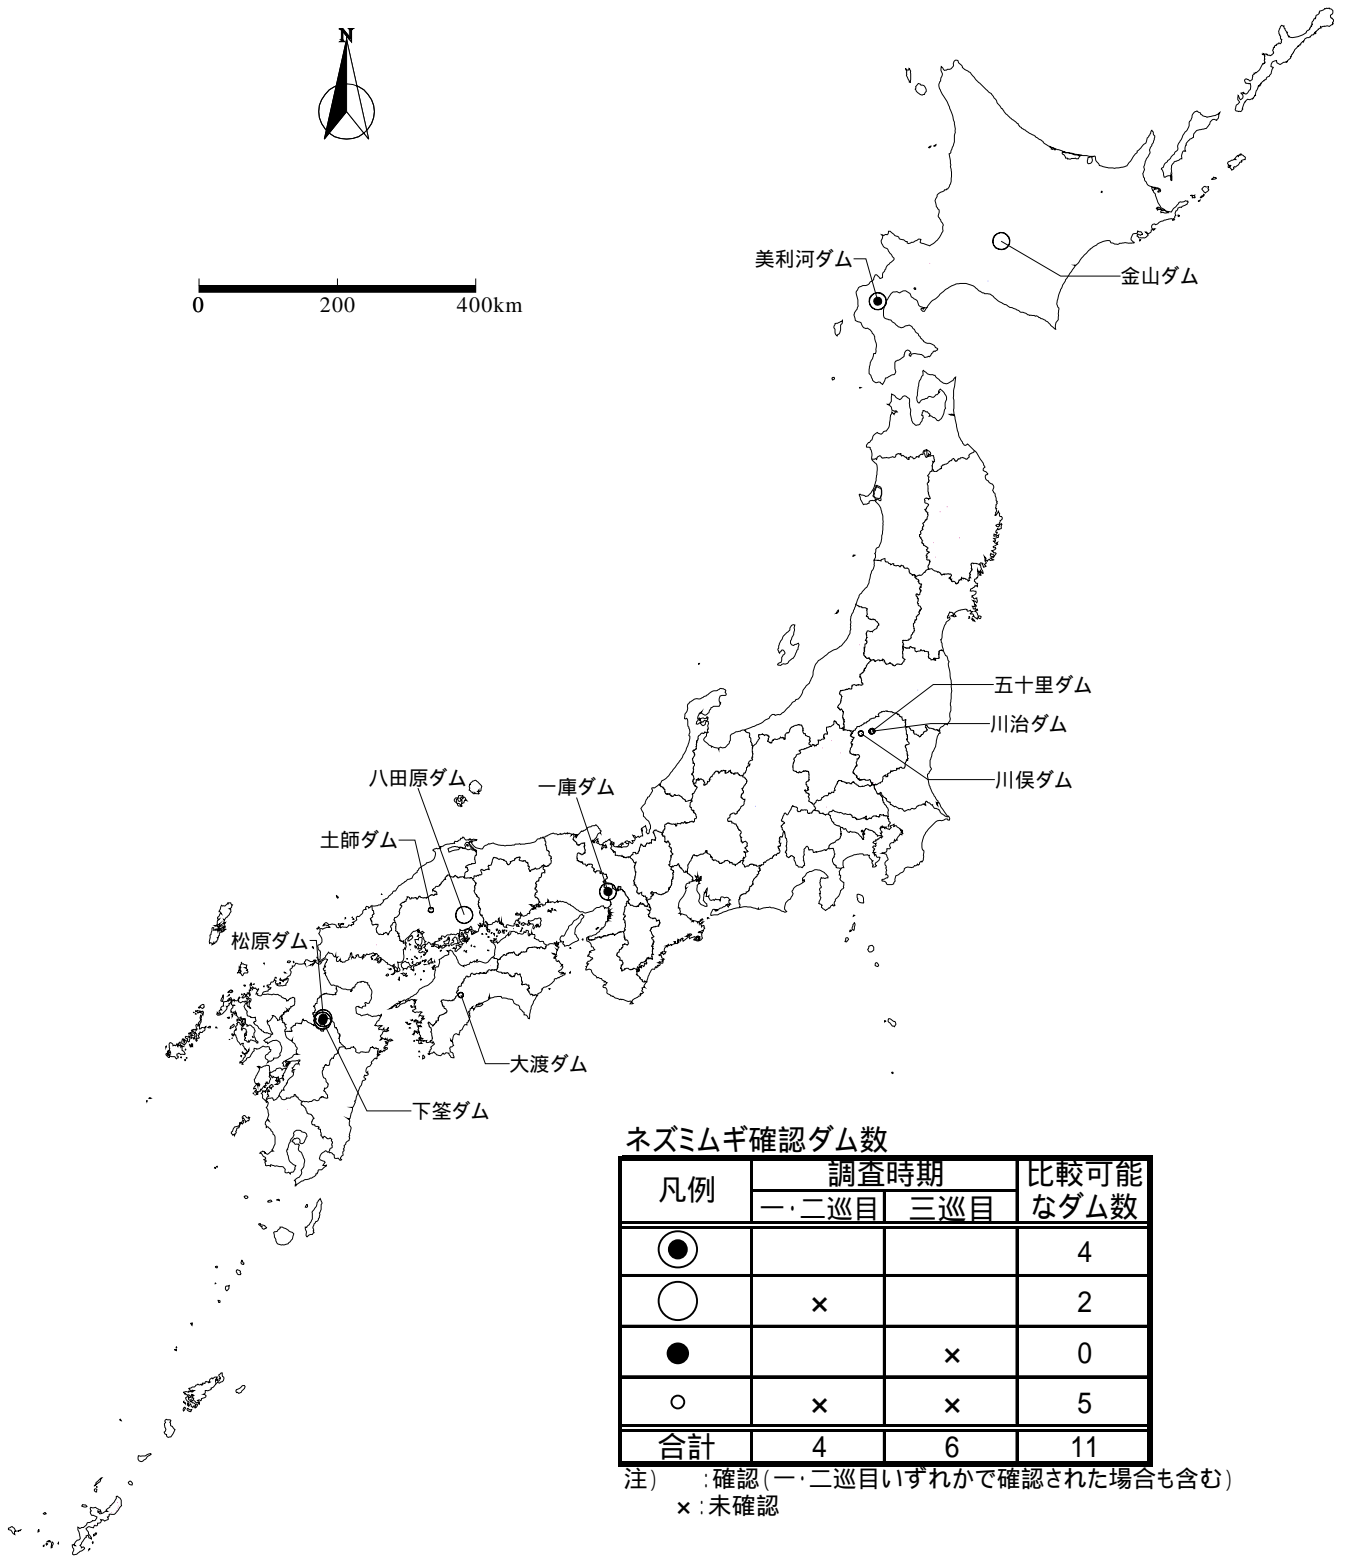 N
0 200 400km
美利河ダム
金山ダム
五十里ダム
川治ダム
川俣ダム
八田原ダム
一庫ダム
土師ダム
松原ダム
大渡ダム
下筌ダム
ネズミムギ確認ダム数
凡例 調査時期 比較可能なダム数
一・二巡目 三巡目
4
× 2
× 0
× × 5
合計 4 6 11
注) :確認(一・二巡目いずれかで確認された場合も含む)
×:未確認